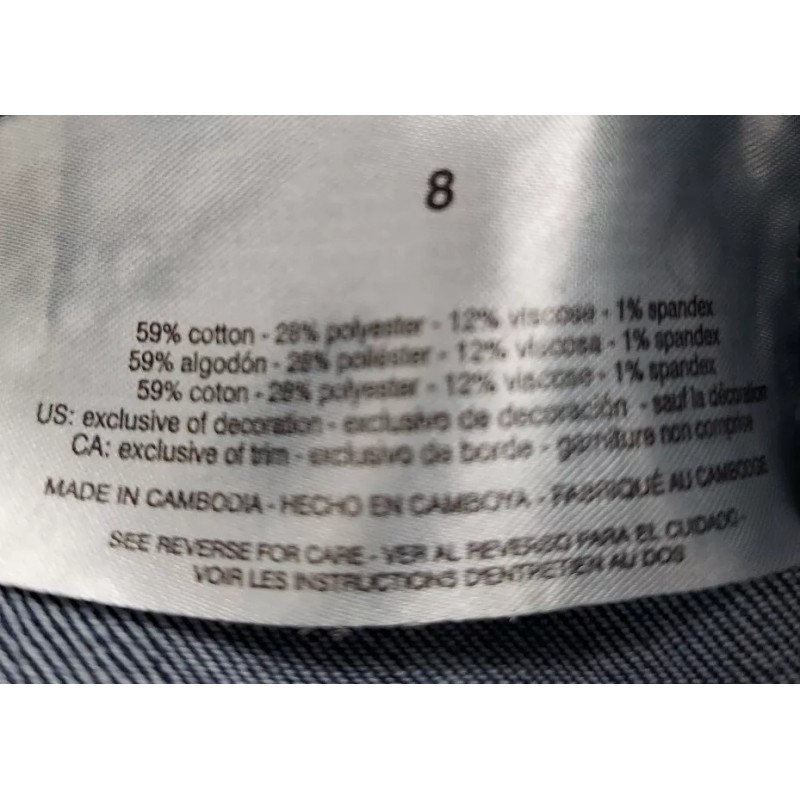 8
59% cotton - 28% polyester - 12% viscose - 1% spandex
59% algodón - 28% poliéster - 12% viscosa - 1% spandex
59% coton - 28% polyester - 12% viscose - 1% spandex
US: exclusive of decoration - exclusivo de decoración - sauf la décoration
CA: exclusive of trim - exclusivo de borde - garniture non comprise
MADE IN CAMBODIA - HECHO EN CAMBOYA - FABRIQUÉ AU CAMBODGE
SEE REVERSE FOR CARE - VER AL REVERSO PARA EL CUIDADO -
VOIR LES INSTRUCTIONS D'ENTRETIEN AU DOS